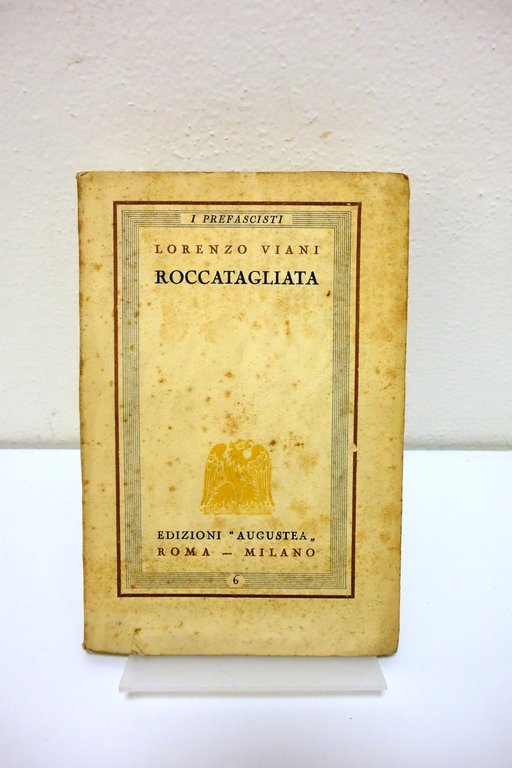 I PREFASCISTI
LORENZO VIANI
ROCCATAGLIATA
EDIZIONI "AUGUSTEA„
ROMA — MILANO
6